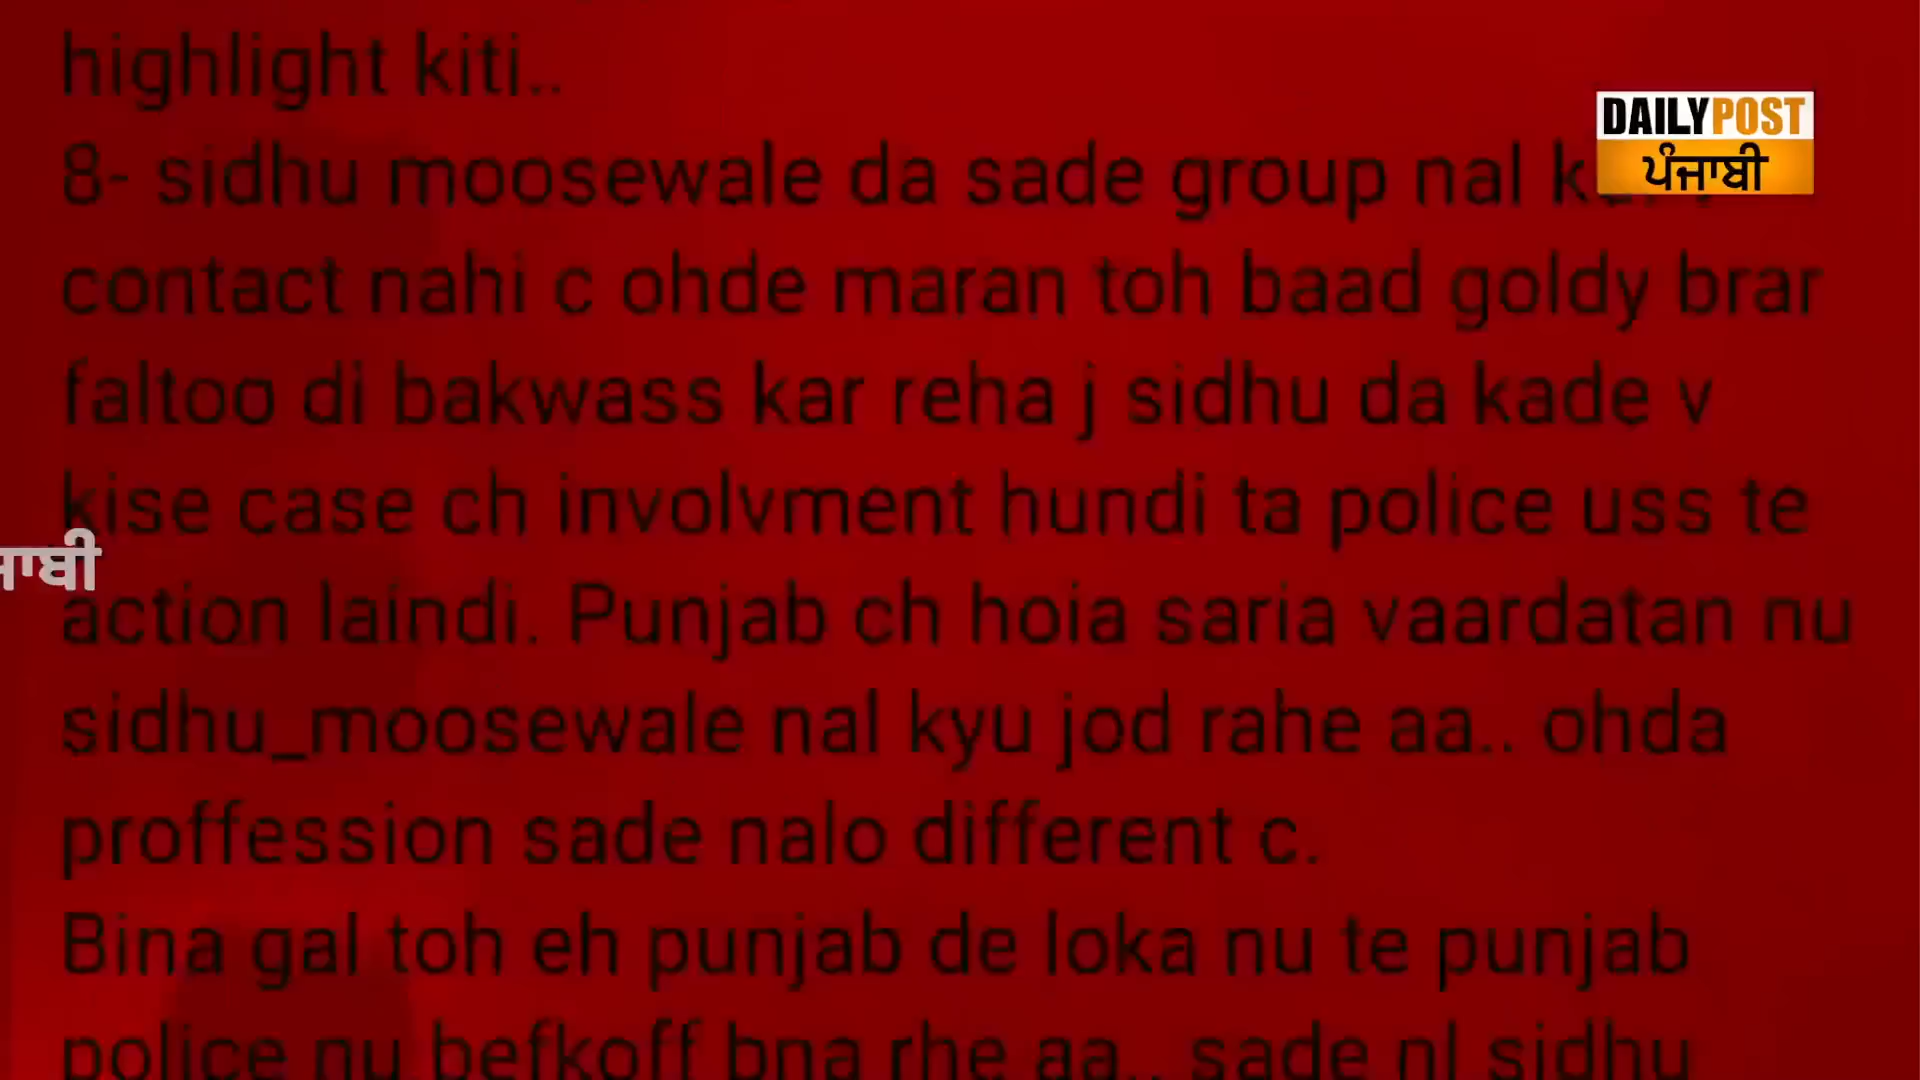 highlight kiti..
DAILYPOST
ਪੰਜਾਬੀ
8- sidhu moosewale da sade group nal
contact nahi c ohde maran toh baad goldy brar
faltoo di bakwass kar reha j sidhu da kade v
kise case ch involvment hundi ta police uss te
action laindi. Punjab ch hoia saria vaardatan nu
sidhu_moosewale nal kyu jod rahe aa.. ohda
proffession sade nalo different c.
Bina gal toh eh punjab de loka nu te punjab
police nu befkoff bna rhe aa.. sade nl sidhu